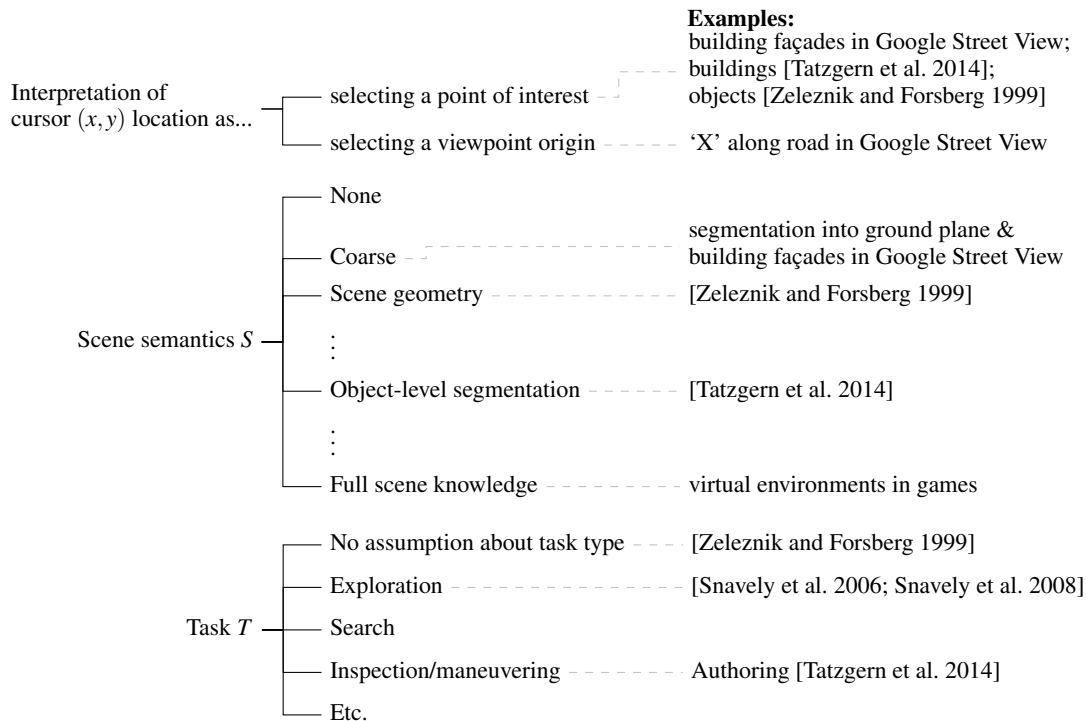 Examples:
Interpretation of
cursor (x, y) location as...
selecting a point of interest
building façades in Google Street View;
buildings [Tatzgern et al. 2014];
objects [Zeleznik and Forsberg 1999]
selecting a viewpoint origin
‘X’ along road in Google Street View
Scene semantics S
None
Coarse
segmentation into ground plane &
building façades in Google Street View
Scene geometry
[Zeleznik and Forsberg 1999]
⋮
Object-level segmentation
[Tatzgern et al. 2014]
⋮
Full scene knowledge
virtual environments in games
Task T
No assumption about task type
[Zeleznik and Forsberg 1999]
Exploration
[Snavely et al. 2006; Snavely et al. 2008]
Search
Inspection/maneuvering
Authoring [Tatzgern et al. 2014]
Etc.